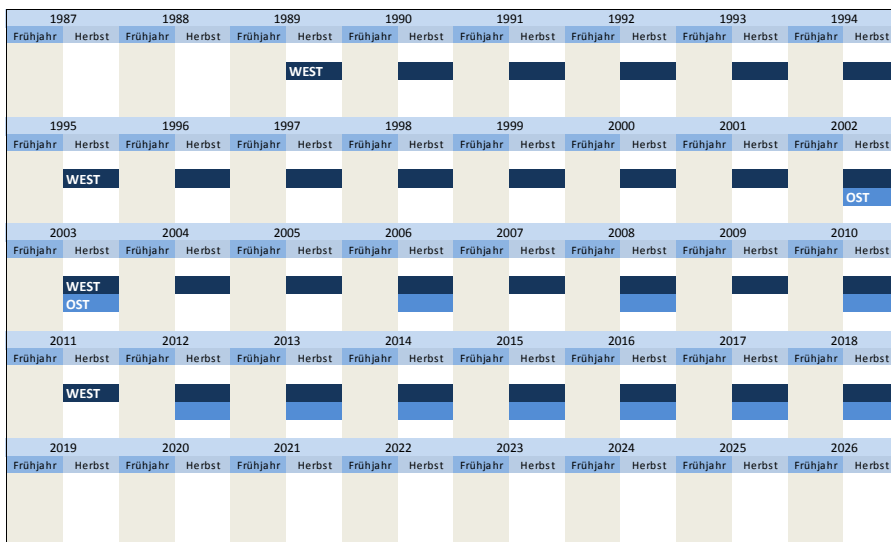 1987 1988 1989 1990 1991 1992 1993 1994
Frühjahr Herbst Frühjahr Herbst Frühjahr Herbst Frühjahr Herbst Frühjahr Herbst Frühjahr Herbst Frühjahr Herbst Frühjahr Herbst
WEST
1995 1996 1997 1998 1999 2000 2001 2002
Frühjahr Herbst Frühjahr Herbst Frühjahr Herbst Frühjahr Herbst Frühjahr Herbst Frühjahr Herbst Frühjahr Herbst Frühjahr Herbst
WEST
OST
2003 2004 2005 2006 2007 2008 2009 2010
Frühjahr Herbst Frühjahr Herbst Frühjahr Herbst Frühjahr Herbst Frühjahr Herbst Frühjahr Herbst Frühjahr Herbst Frühjahr Herbst
WEST
OST
2011 2012 2013 2014 2015 2016 2017 2018
Frühjahr Herbst Frühjahr Herbst Frühjahr Herbst Frühjahr Herbst Frühjahr Herbst Frühjahr Herbst Frühjahr Herbst Frühjahr Herbst
WEST
2019 2020 2021 2022 2023 2024 2025 2026
Frühjahr Herbst Frühjahr Herbst Frühjahr Herbst Frühjahr Herbst Frühjahr Herbst Frühjahr Herbst Frühjahr Herbst Frühjahr Herbst